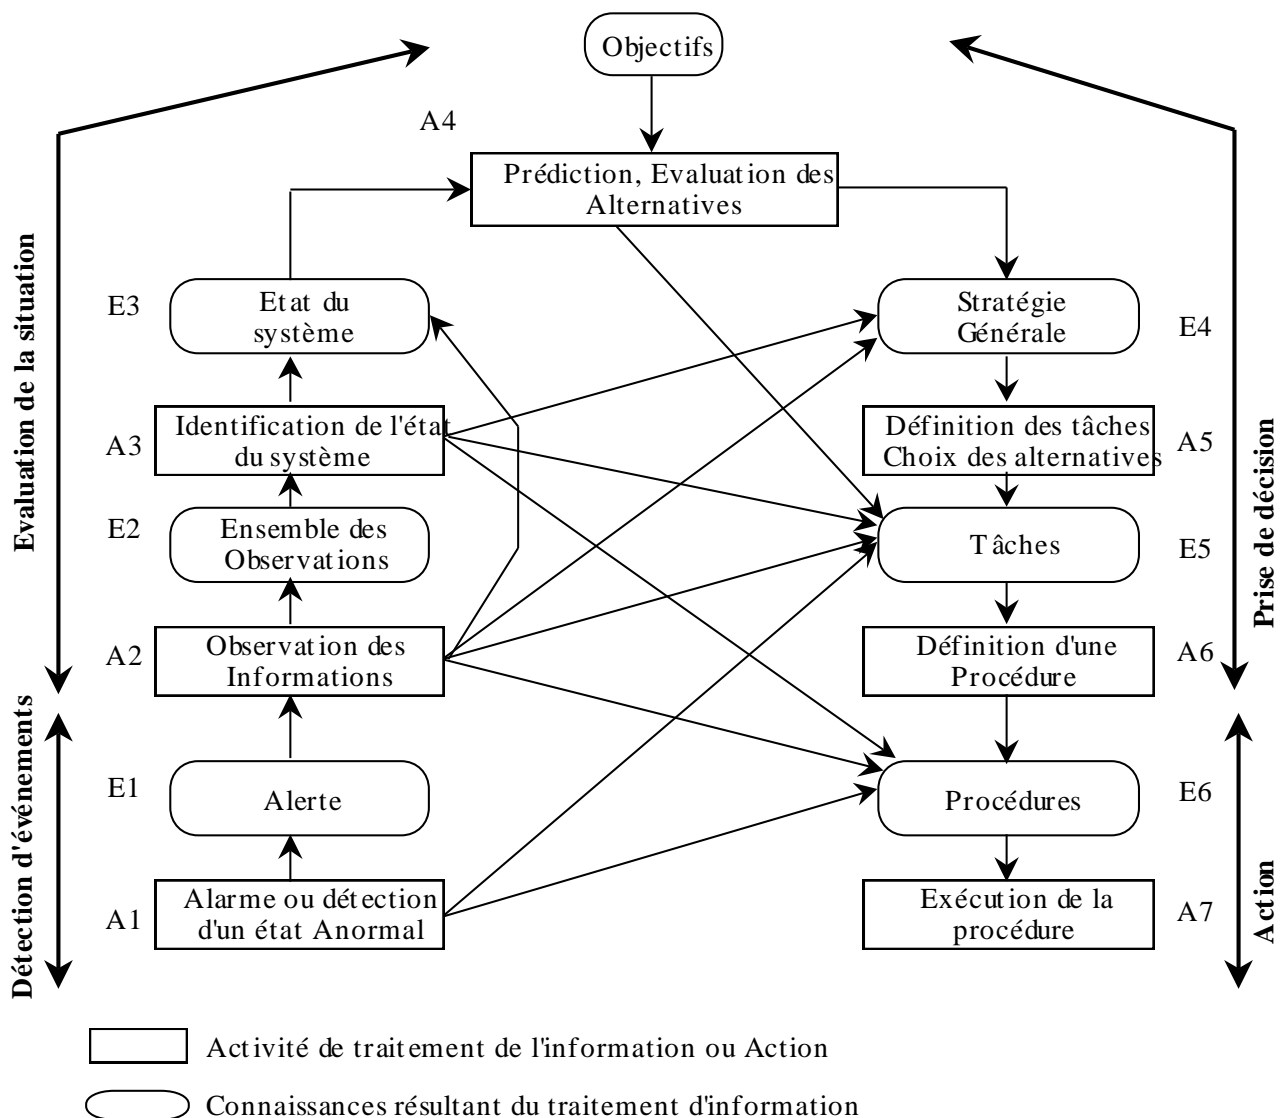 Objectifs
A4
Prédiction, Evaluation des
Alternatives
Evaluation de la situation
E3
Etat du
système
Stratégie
Générale
E4
A3
Identification de l'état
du système
Définition des tâches
Choix des alternatives
A5
E2
Ensemble des
Observations
Tâches
E5
Prise de décision
A2
Observation des
Informations
Définition d'une
Procédure
A6
Détection d'événements
E1
Alerte
Procédures
E6
A1
Alarme ou détection
d'un état Anormal
Exécution de la
procédure
A7
Action
Activité de traitement de l'information ou Action
Connaissances résultant du traitement d'information